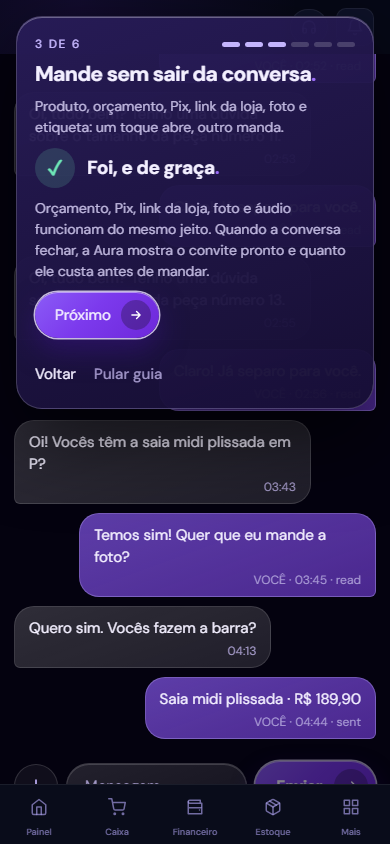 3 DE 6
Mande sem sair da conversa.
Produto, orçamento, Pix, link da loja, foto e
etiqueta: um toque abre, outro manda.
Foi, e de graça.
Orçamento, Pix, link da loja, foto e áudio
funcionam do mesmo jeito. Quando a conversa
fechar, a Aura mostra o convite pronto e quanto
ele custa antes de mandar.
Próximo
Voltar Pular guia
Oi! Vocês têm a saia midi plissada em
P?
03:43
Temos sim! Quer que eu mande a
foto?
VOCÊ · 03:45 · read
Quero sim. Vocês fazem a barra?
04:13
Saia midi plissada · R$ 189,90
VOCÊ · 04:44 · sent
Mensagem Enviar
Painel Caixa Financeiro Estoque Mais